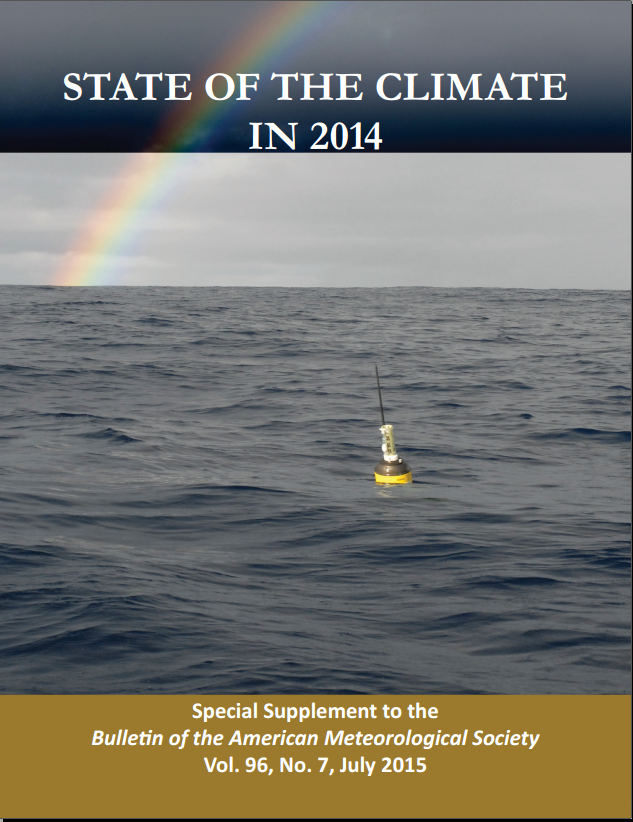 STATE OF THE CLIMATE
IN 2014
Special Supplement to the
Bulletin of the American Meteorological Society
Vol. 96, No. 7, July 2015